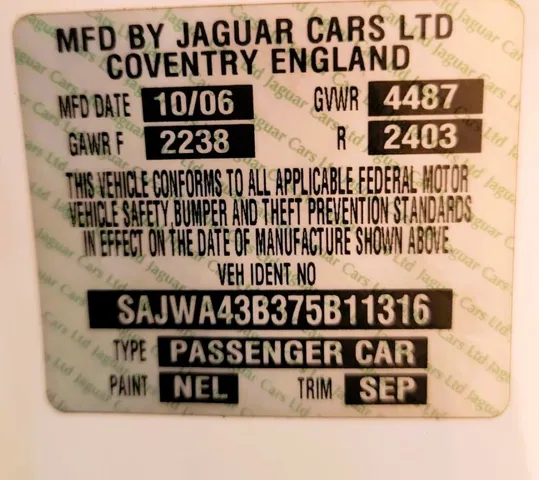 MFD BY JAGUAR CARS LTD
COVENTRY ENGLAND
MFD DATE 10/06 GVWR 4487
GAWR F 2238 R 2403
THIS VEHICLE CONFORMS TO ALL APPLICABLE FEDERAL MOTOR
VEHICLE SAFETY, BUMPER AND THEFT PREVENTION STANDARDS
IN EFFECT ON THE DATE OF MANUFACTURE SHOWN ABOVE
VEH IDENT NO
SAJWA43B375B11316
TYPE PASSENGER CAR
PAINT NEL TRIM SEP